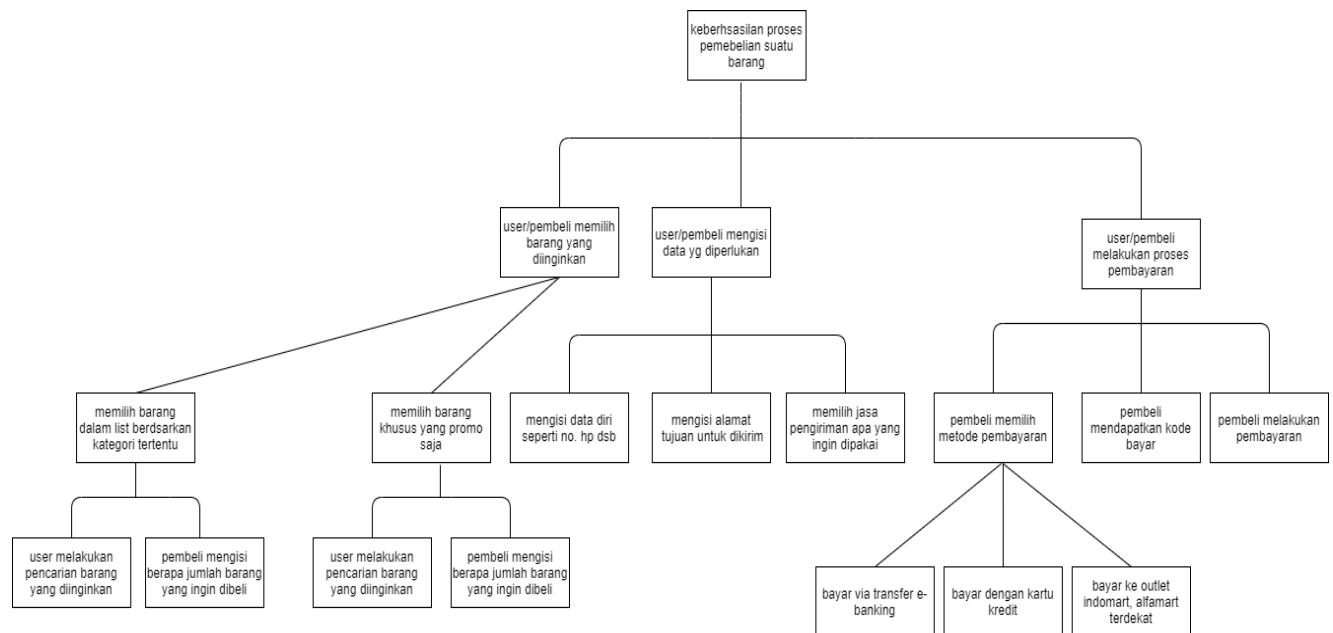 keberhsasilan proses
pemebelian suatu
barang
user/pembeli memilih
barang yang
diinginkan
user/pembeli mengisi
data yg diperlukan
user/pembeli
melakukan proses
pembayaran
memilih barang
dalam list berdsarkan
kategori tertentu
memilih barang
khusus yang promo
saja
mengisi data diri
seperti no. hp dsb
mengisi alamat
tujuan untuk dikirim
memilih jasa
pengiriman apa yang
ingin dipakai
pembeli memilih
metode pembayaran
pembeli
mendapatkan kode
bayar
pembeli melakukan
pembayaran
user melakukan
pencarian barang
yang diinginkan
pembeli mengisi
berapa jumlah barang
yang ingin dibeli
user melakukan
pencarian barang
yang diinginkan
pembeli mengisi
berapa jumlah barang
yang ingin dibeli
bayar via transfer e-
banking
bayar dengan kartu
kredit
bayar ke outlet
indomart, alfamart
terdekat